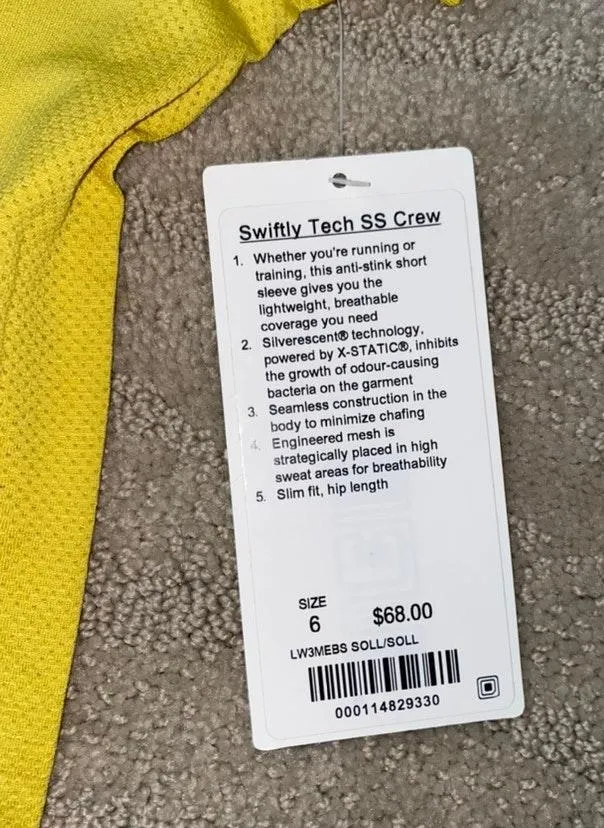 Swiftly Tech SS Crew
1. Whether you're running or
training, this anti-stink short
sleeve gives you the
lightweight, breathable
coverage you need
2. Silverescent® technology,
powered by X-STATIC®, inhibits
the growth of odour-causing
bacteria on the garment
3. Seamless construction in the
body to minimize chafing
4. Engineered mesh is
strategically placed in high
sweat areas for breathability
5. Slim fit, hip length
SIZE
6 $68.00
LW3MEBS SOLL/SOLL
000114829330